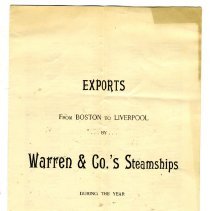 EXPORTS
FROM BOSTON TO LIVERPOOL
. . BY . . .
Warren & Co.'s Steamships
DURING THE YEAR